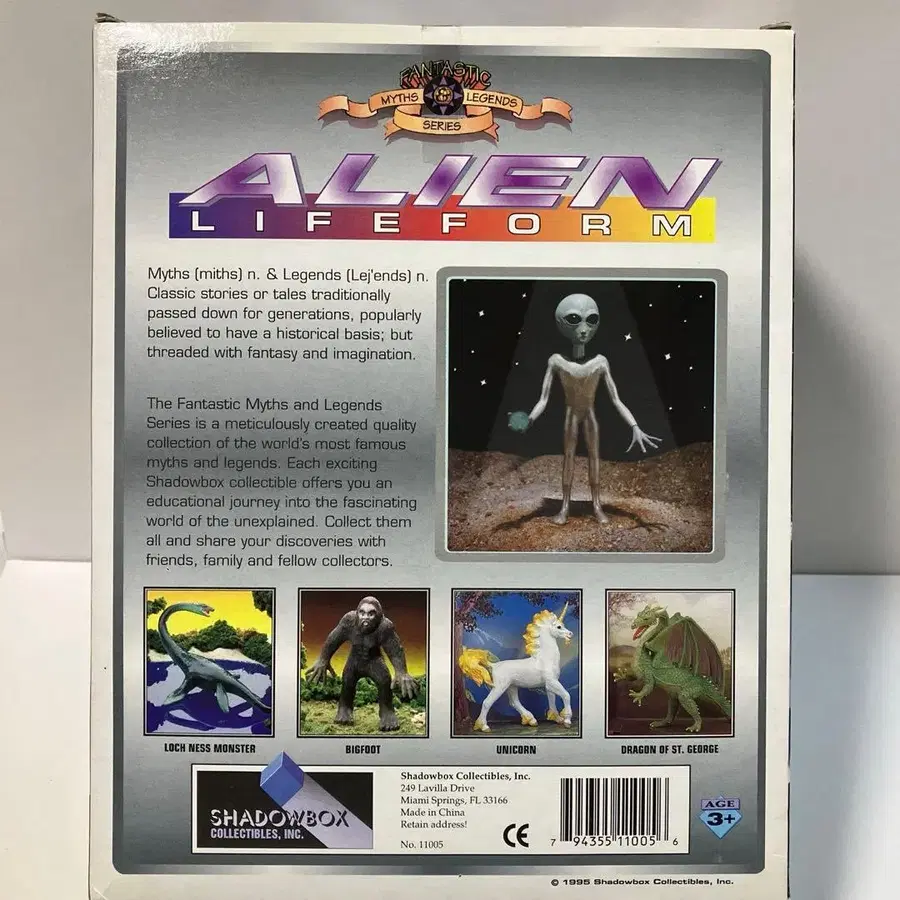 FANTASTIC
MYTHS & LEGENDS
SERIES
ALIEN
LIFEFORM
Myths (miths) n. & Legends (Lej'ends) n.
Classic stories or tales traditionally
passed down for generations, popularly
believed to have a historical basis; but
threaded with fantasy and imagination.
The Fantastic Myths and Legends
Series is a meticulously created quality
collection of the world's most famous
myths and legends. Each exciting
Shadowbox collectible offers you an
educational journey into the fascinating
world of the unexplained. Collect them
all and share your discoveries with
friends, family and fellow collectors.
LOCH NESS MONSTER
BIGFOOT
UNICORN
DRAGON OF ST. GEORGE
SHADOWBOX
COLLECTIBLES, INC.
Shadowbox Collectibles, Inc.
249 Lavilla Drive
Miami Springs, FL 33166
Made in China
Retain address!
No. 11005
CE
7 94355 11005 6
AGE
3+
© 1995 Shadowbox Collectibles, Inc.